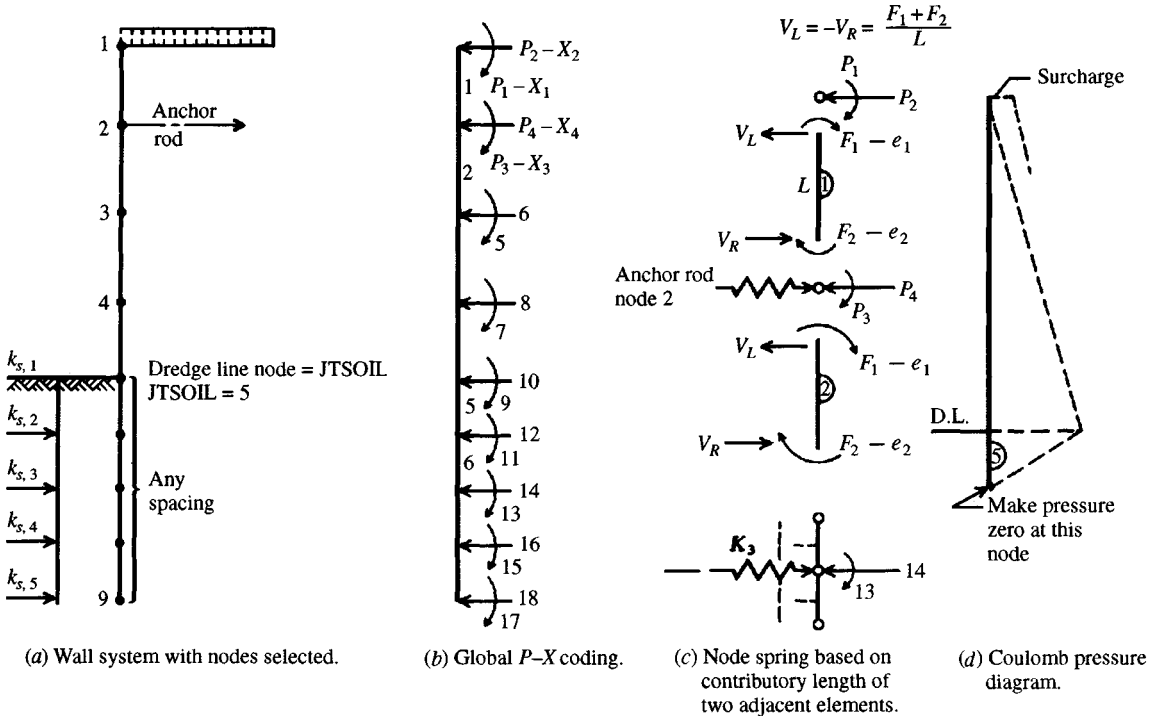 1
Anchor
rod
2
3
4
k_{s, 1}
Dredge line node = JTSOIL
JTSOIL = 5
k_{s, 2}
k_{s, 3}
Any
spacing
k_{s, 4}
k_{s, 5}
9
(a) Wall system with nodes selected.
P_2 – X_2
1 P_1 – X_1
P_4 – X_4
2 P_3 – X_3
6
5
8
7
10
5 9
12
6 11
14
13
16
15
18
17
(b) Global P–X coding.
V_L = –V_R = \frac{F_1 + F_2}{L}
P_1
P_2
V_L
F_1 – e_1
L 1
V_R
F_2 – e_2
Anchor rod
node 2
P_4
P_3
V_L
F_1 – e_1
2
V_R
F_2 – e_2
K_3
14
13
(c) Node spring based on
contributory length of
two adjacent elements.
Surcharge
D.L.
5
Make pressure
zero at this
node
(d) Coulomb pressure
diagram.